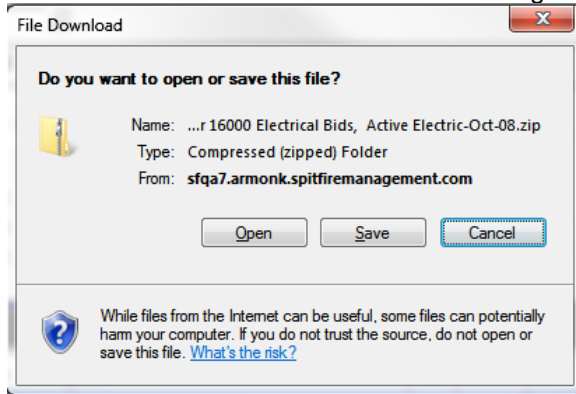 File Download
Do you want to open or save this file?
Name: ...r 16000 Electrical Bids, Active Electric-Oct-08.zip
Type: Compressed (zipped) Folder
From: sfqa7.armonk.spitfiremanagement.com
Open Save Cancel
While files from the Internet can be useful, some files can potentially
harm your computer. If you do not trust the source, do not open or
save this file. What's the risk?